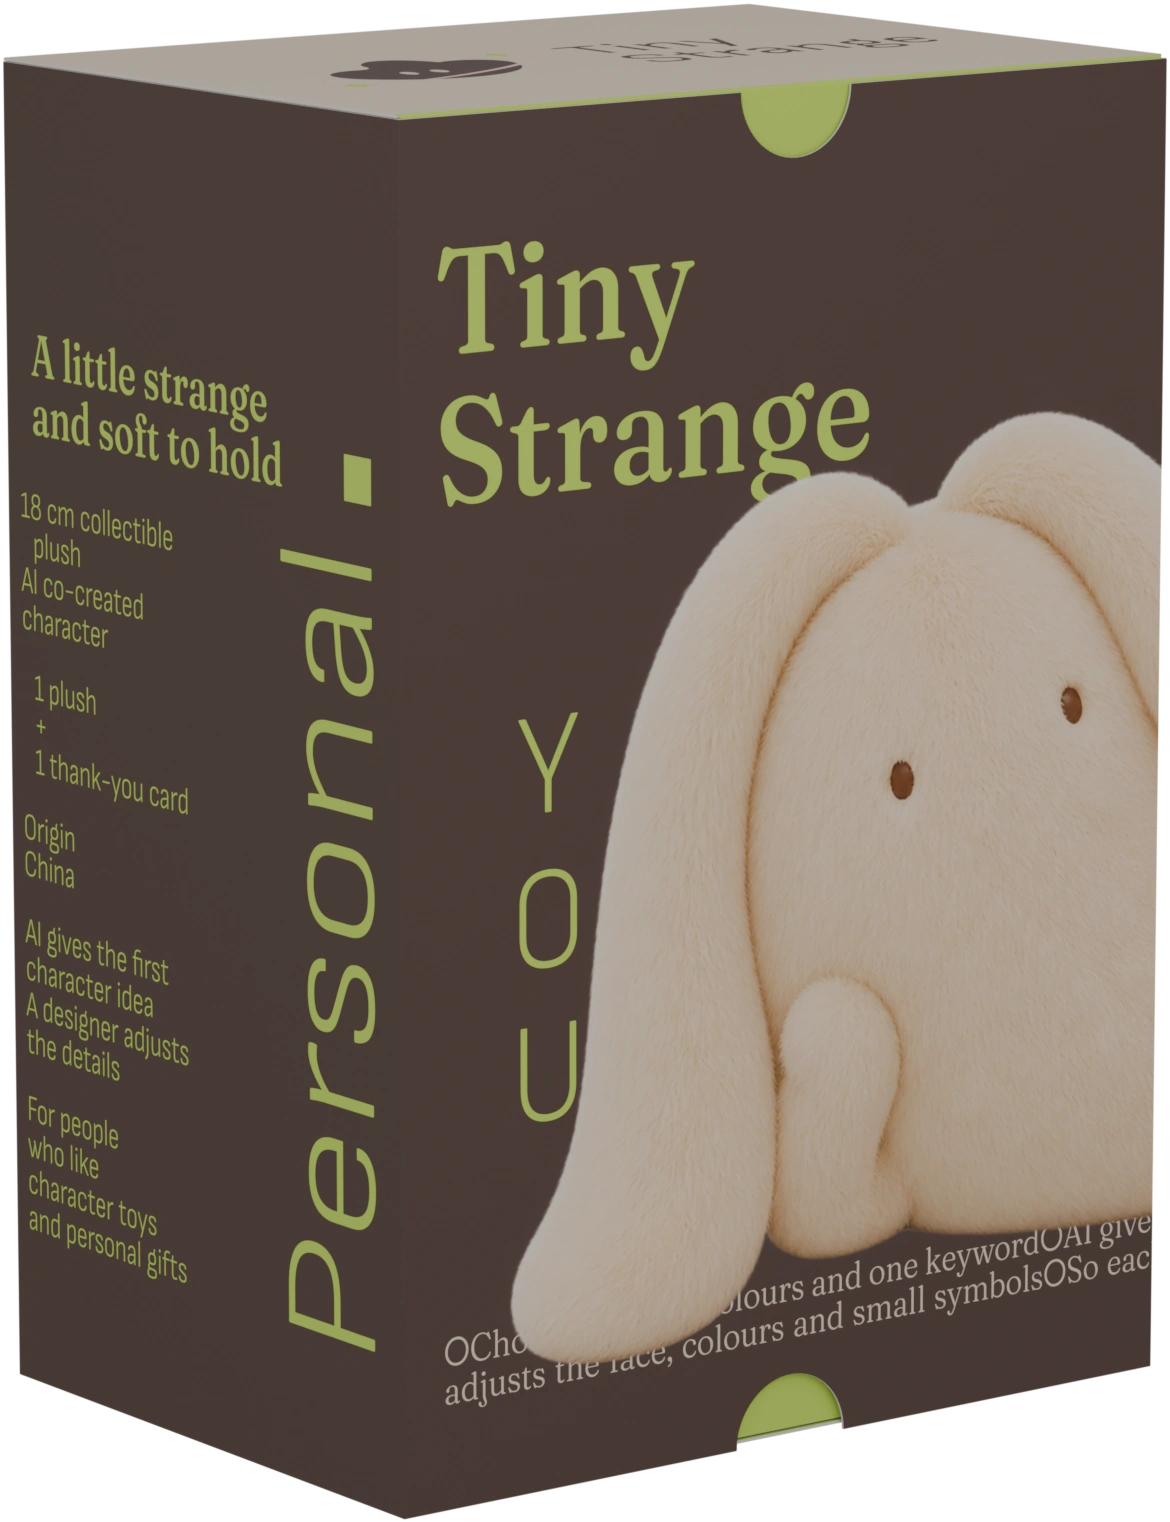 Tiny
Strange
Tiny
Strange
Y
O
U
colours and one keywordOAI give
adjusts the face, colours and small symbolsOSo eac
A little strange
and soft to hold
18 cm collectible
plush
AI co-created
character
1 plush
+
1 thank-you card
Origin
China
AI gives the first
character idea
A designer adjusts
the details
For people
who like
character toys
and personal gifts
Personal